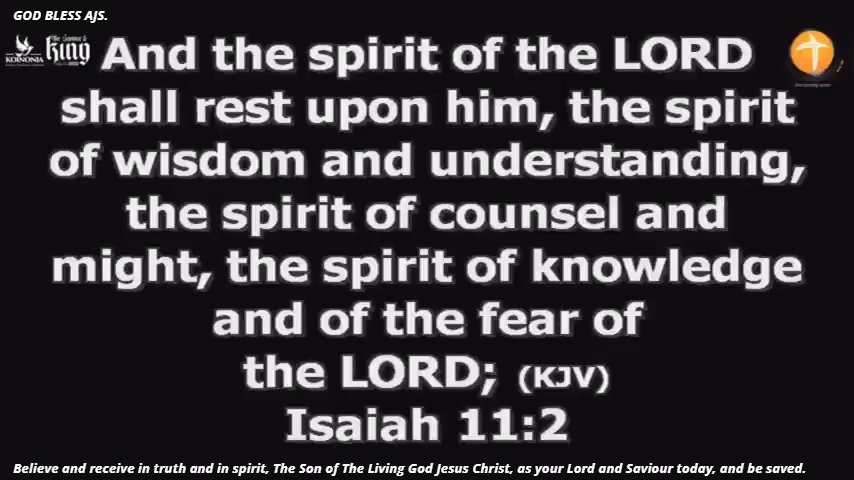 GOD BLESS AJS.
KOINONIA
King
And the spirit of the LORD
shall rest upon him, the spirit
of wisdom and understanding,
the spirit of counsel and
might, the spirit of knowledge
and of the fear of
the LORD; (KJV)
Isaiah 11:2
Believe and receive in truth and in spirit, The Son of The Living God Jesus Christ, as your Lord and Saviour today, and be saved.